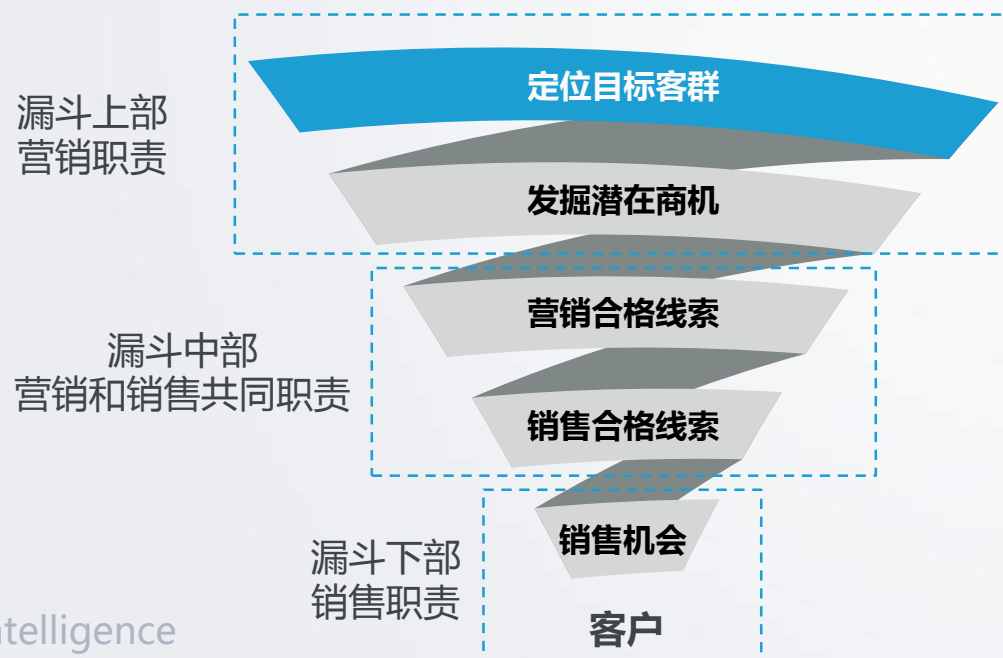 定位目标客群
漏斗上部
营销职责
发掘潜在商机
营销合格线索
漏斗中部
营销和销售共同职责
销售合格线索
销售机会
漏斗下部
销售职责
客户
ntelligence